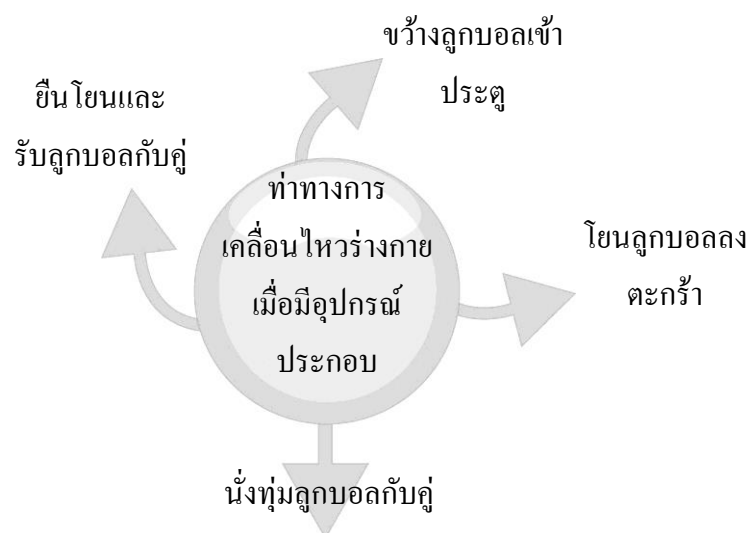 ขว้างลูกบอลเข้า
ประตู
ยืนโยนและ
รับลูกบอลกับคู่
ท่าทางการ
เคลื่อนไหวร่างกาย
เมื่อมีอุปกรณ์
ประกอบ
โยนลูกบอลลง
ตะกร้า
นั่งทุ่มลูกบอลกับคู่